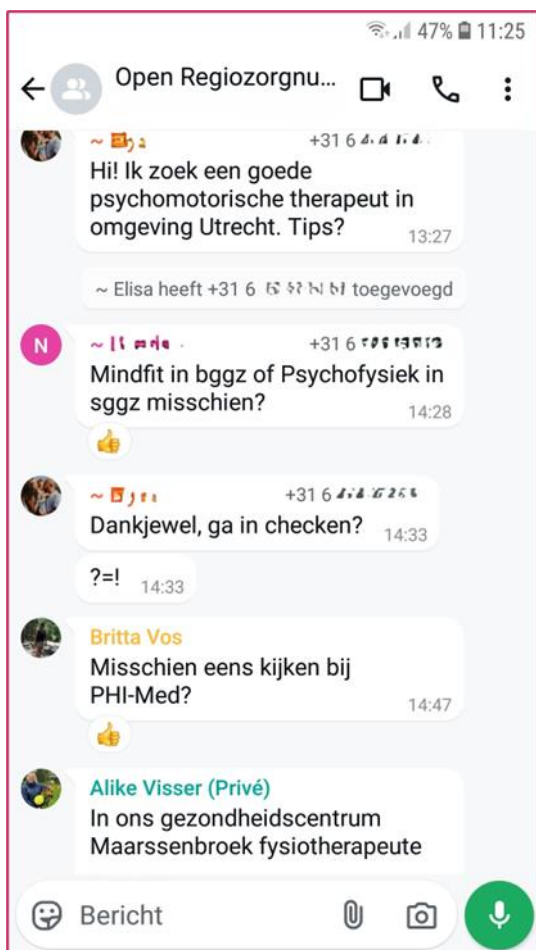 47% 11:25
Open Regiozorgnu...
~ +31 6
Hi! Ik zoek een goede
psychomotorische therapeut in
omgeving Utrecht. Tips?
13:27
~ Elisa heeft +31 6 toegevoegd
N
~ +31 6
Mindfit in bggz of Psychofysiek in
sggz misschien?
14:28
👍
~ +31 6
Dankjewel, ga in checken?
14:33
?=!
14:33
Britta Vos
Misschien eens kijken bij
PHI-Med?
14:47
👍
Alike Visser (Privé)
In ons gezondheidscentrum
Maarssenbroek fysiotherapeute
Bericht